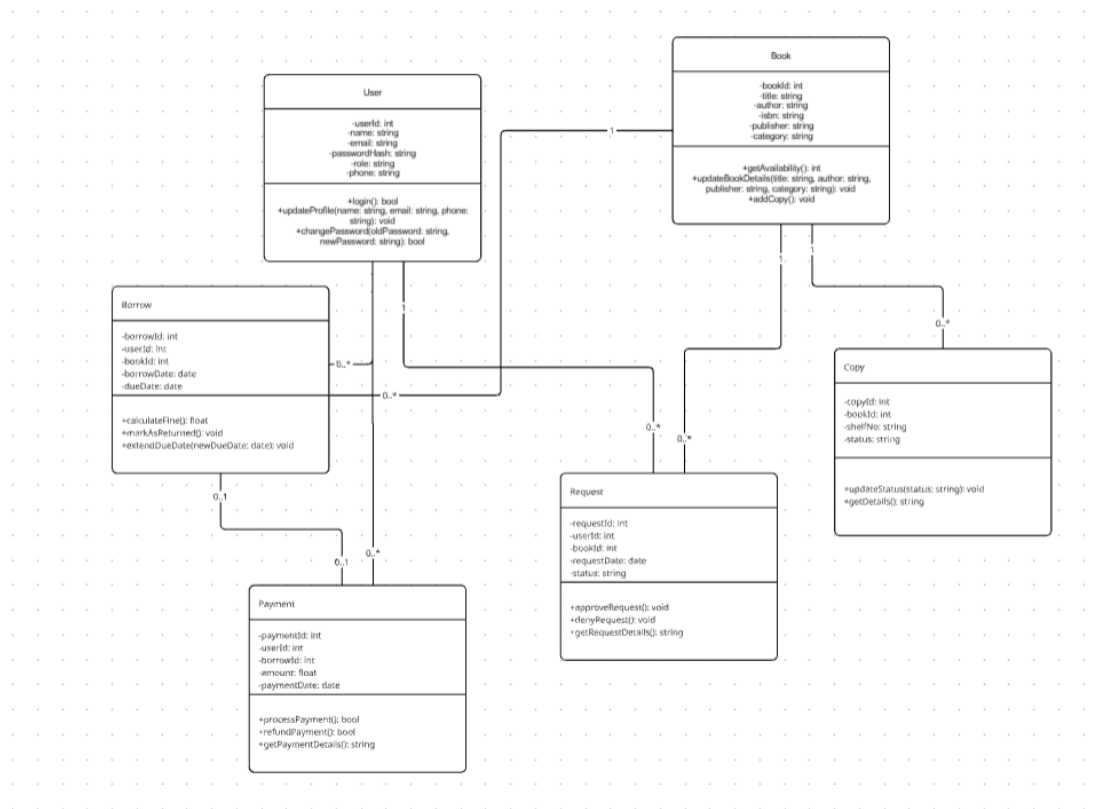 User
-userId: int
-name: string
-email: string
-passwordHash: string
-role: string
-phone: string
+login(): bool
+updateProfile(name: string, email: string, phone:
string): void
+changePassword(oldPassword: string,
newPassword: string): bool
Book
-bookId: int
-title: string
-author: string
-isbn: string
-publisher: string
-category: string
+getAvailability(): int
+updateBookDetails(title: string, author: string,
publisher: string, category: string): void
+addCopy(): void
1
1
1
1
Borrow
-borrowId: int
-userId: int
-bookId: int
-borrowDate: date
-dueDate: date
+calculateFine(): float
+markAsReturned(): void
+extendDueDate(newDueDate: date): void
0..*
0..*
0..*
0..*
0..*
Copy
-copyId: int
-bookId: int
-shelfNo: string
-status: string
+updateStatus(status: string): void
+getDetails(): string
Request
-requestId: int
-userId: int
-bookId: int
-requestDate: date
-status: string
+approveRequest(): void
+denyRequest(): void
+getRequestDetails(): string
0..1
0..1
0..*
Payment
-paymentId: int
-userId: int
-borrowId: int
-amount: float
-paymentDate: date
+processPayment(): bool
+refundPayment(): bool
+getPaymentDetails(): string